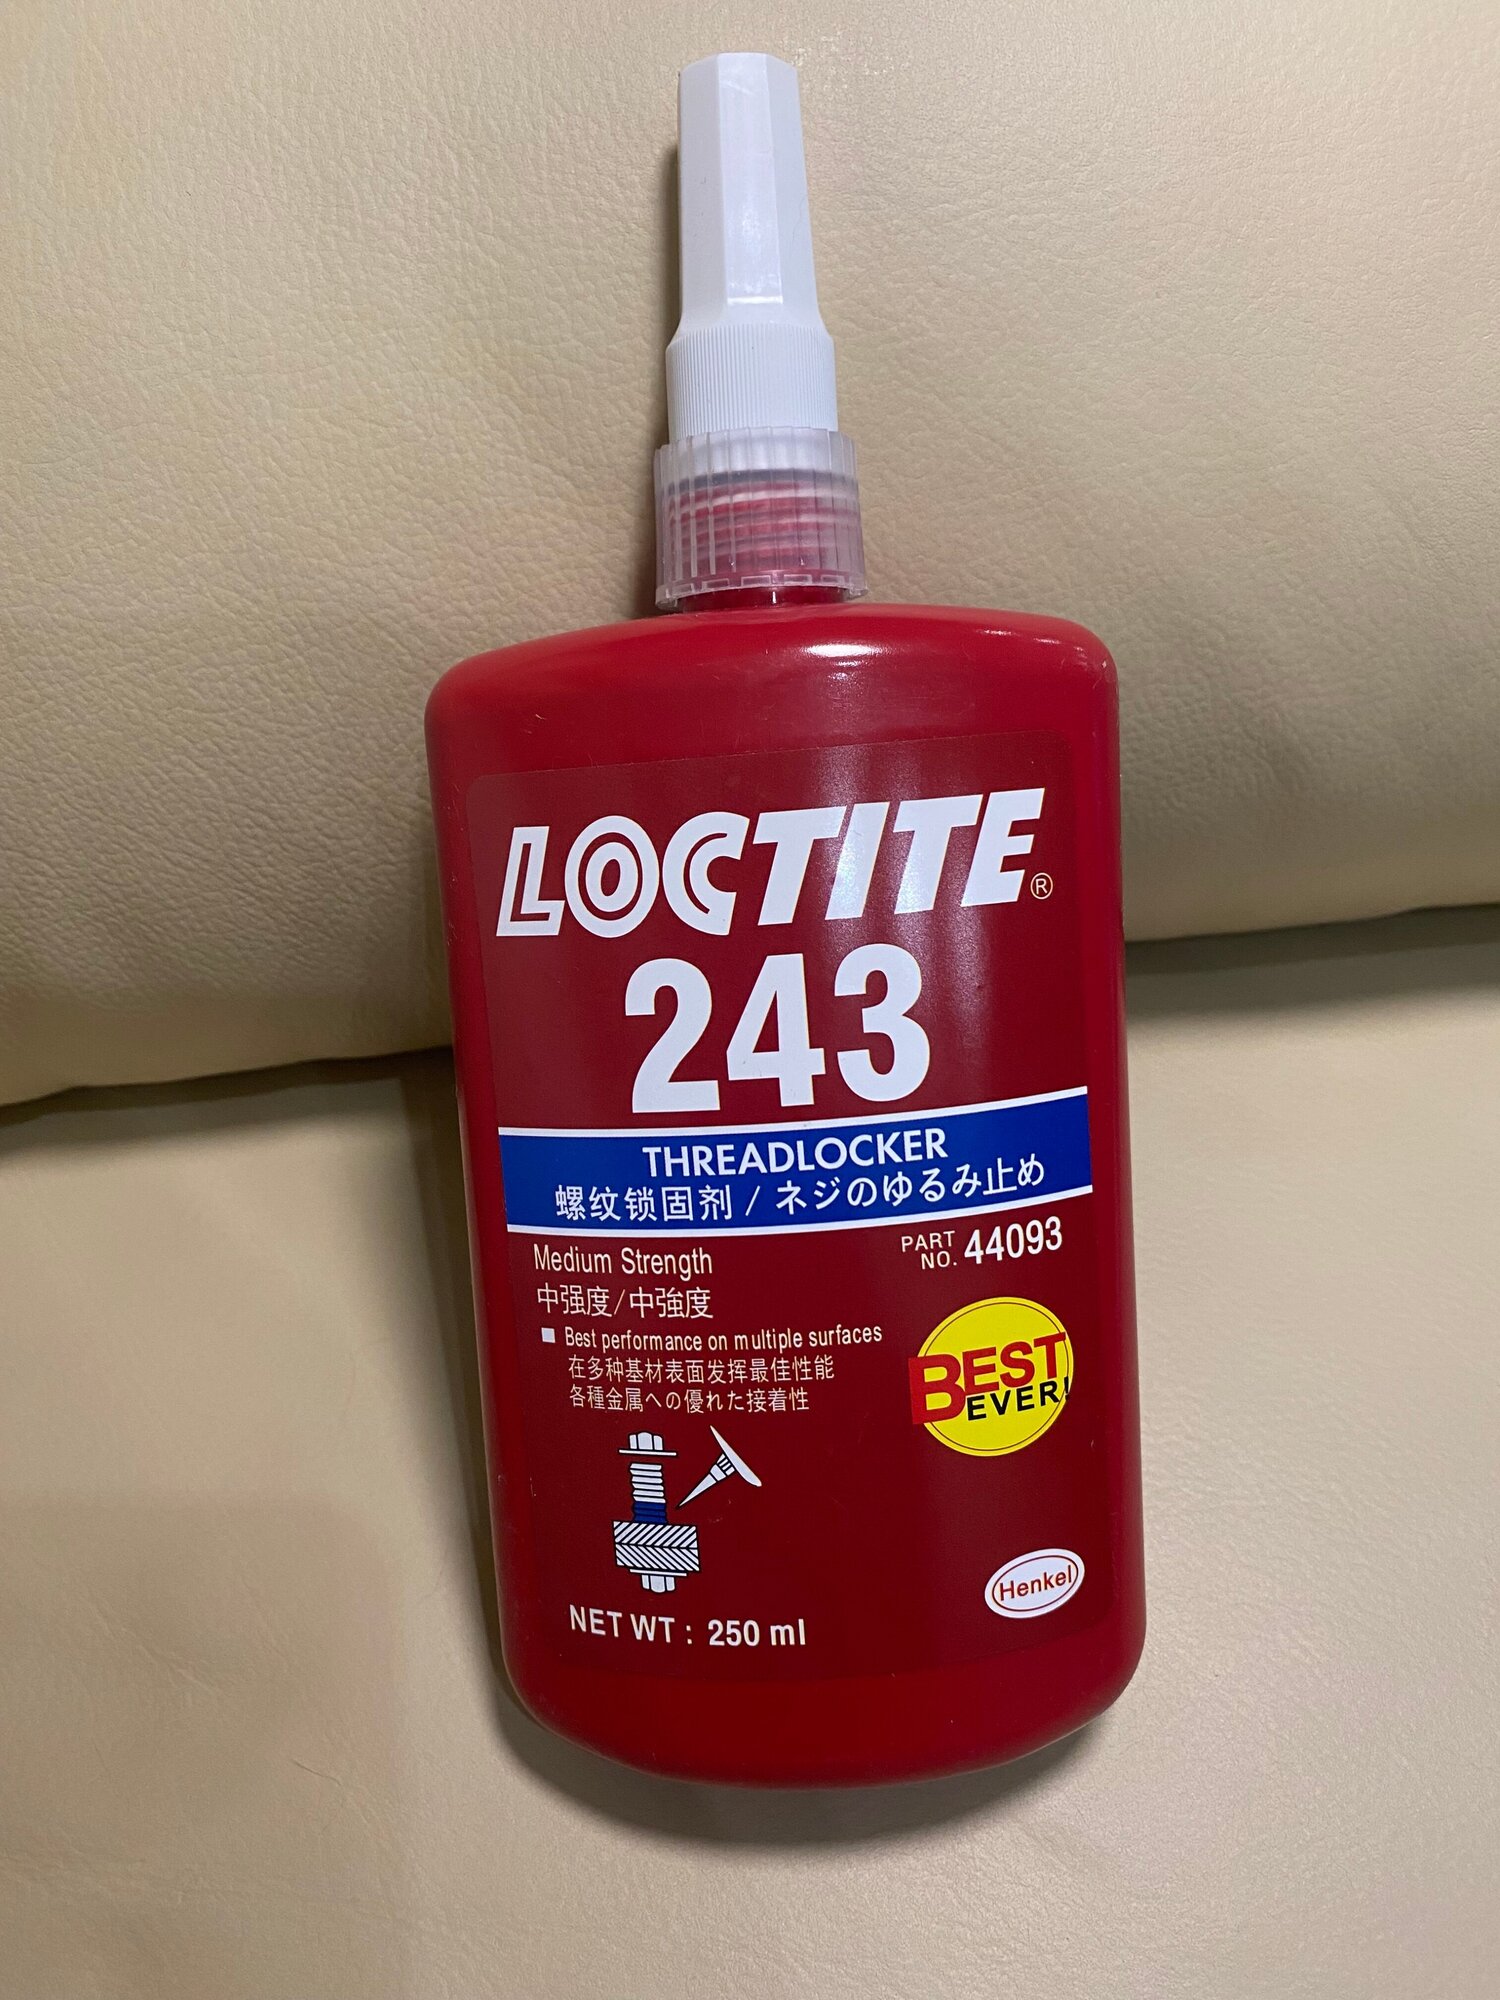 LOCTITE®
243
THREADLOCKER
螺纹锁固剂 / ネジのゆるみ止め
Medium Strength
中强度/中強度
PART NO. 44093
■ Best performance on multiple surfaces
在多种基材表面发挥最佳性能
各種金属への優れた接着性
BEST
EVER!
Henkel
NET WT : 250 ml